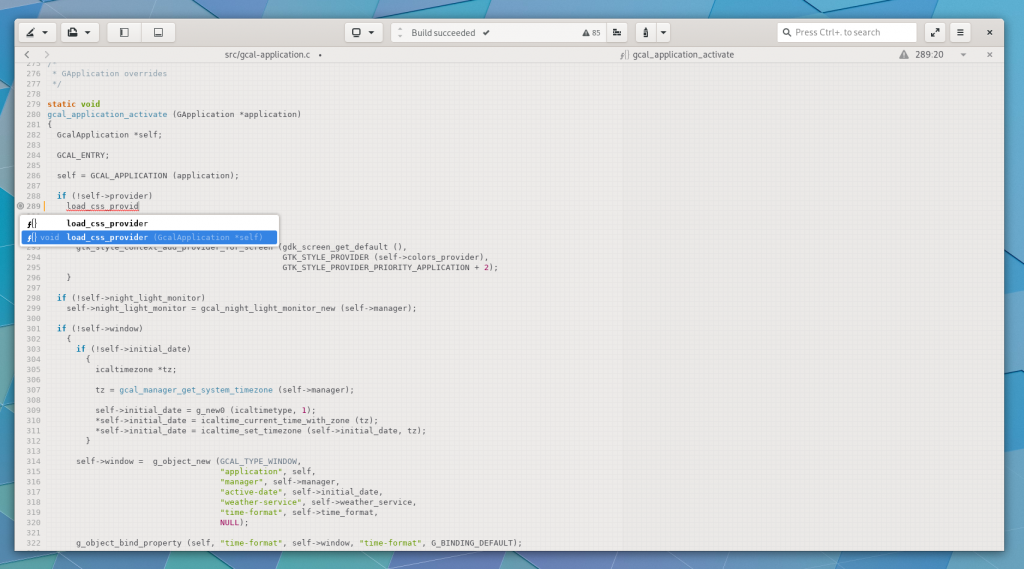 Build succeeded ✔
85
Press Ctrl+. to search
src/gcal-application.c •
ƒ() gcal_application_activate
289:20
275 /*
276  * GApplication overrides
277  */
278
279 static void
280 gcal_application_activate (GApplication *application)
281 {
282   GcalApplication *self;
283
284   GCAL_ENTRY;
285
286   self = GCAL_APPLICATION (application);
287
288   if (!self->provider)
289     load_css_provid
ƒ() load_css_provider
ƒ() void load_css_provider (GcalApplication *self)
293       gtk_style_context_add_provider_for_screen (gdk_screen_get_default (),
294                                                  GTK_STYLE_PROVIDER (self->colors_provider),
295                                                  GTK_STYLE_PROVIDER_PRIORITY_APPLICATION + 2);
296     }
297
298   if (!self->night_light_monitor)
299     self->night_light_monitor = gcal_night_light_monitor_new (self->manager);
300
301   if (!self->window)
302     {
303       if (!self->initial_date)
304         {
305           icaltimezone *tz;
306
307           tz = gcal_manager_get_system_timezone (self->manager);
308
309           self->initial_date = g_new0 (icaltimetype, 1);
310           *self->initial_date = icaltime_current_time_with_zone (tz);
311           *self->initial_date = icaltime_set_timezone (self->initial_date, tz);
312         }
313
314       self->window =  g_object_new (GCAL_TYPE_WINDOW,
315                                     "application", self,
316                                     "manager", self->manager,
317                                     "active-date", self->initial_date,
318                                     "weather-service", self->weather_service,
319                                     "time-format", self->time_format,
320                                     NULL);
321
322       g_object_bind_property (self, "time-format", self->window, "time-format", G_BINDING_DEFAULT);